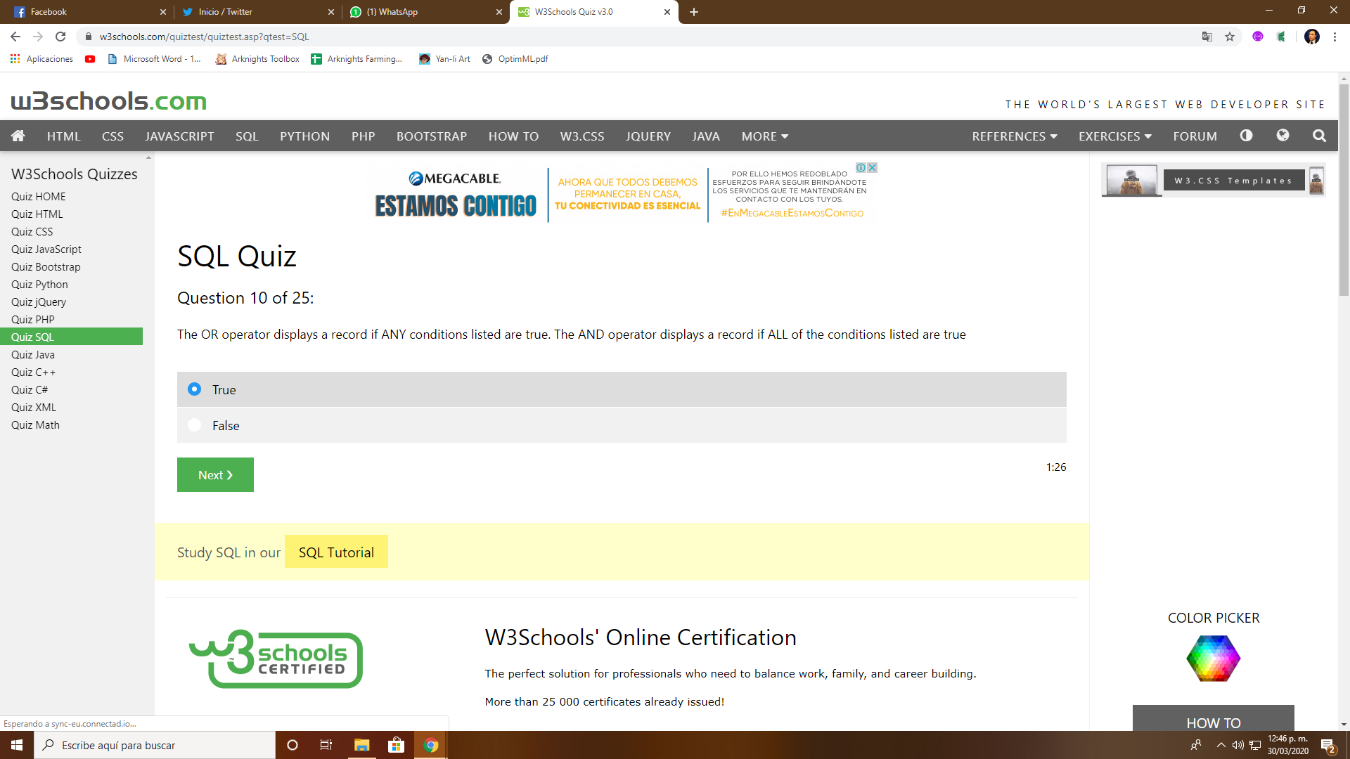 Facebook
Inicio / Twitter
(1) WhatsApp
W3Schools Quiz v3.0
w3schools.com/quiztest/quiztest.asp?qtest=SQL
Aplicaciones
Microsoft Word - 1...
Arknights Toolbox
Arknights Farming...
Yan-li Art
OptimML.pdf
w3schools.com
THE WORLD'S LARGEST WEB DEVELOPER SITE
HTML CSS JAVASCRIPT SQL PYTHON PHP BOOTSTRAP HOW TO W3.CSS JQUERY JAVA MORE REFERENCES EXERCISES FORUM
W3Schools Quizzes
Quiz HOME
Quiz HTML
Quiz CSS
Quiz JavaScript
Quiz Bootstrap
Quiz Python
Quiz jQuery
Quiz PHP
Quiz SQL
Quiz Java
Quiz C++
Quiz C#
Quiz XML
Quiz Math
MEGACABLE
ESTAMOS CONTIGO
AHORA QUE TODOS DEBEMOS
PERMANECER EN CASA,
TU CONECTIVIDAD ES ESENCIAL
POR ELLO HEMOS REDOBLADO
ESFUERZOS PARA SEGUIR BRINDÁNDOTE
LOS SERVICIOS QUE TE MANTENDRÁN EN
CONTACTO CON LOS TUYOS.
#EnMegacableEstamosContigo
W3.CSS Templates
SQL Quiz
Question 10 of 25:
The OR operator displays a record if ANY conditions listed are true. The AND operator displays a record if ALL of the conditions listed are true
True
False
Next ❯
1:26
Study SQL in our SQL Tutorial
w3schools
CERTIFIED
W3Schools' Online Certification
The perfect solution for professionals who need to balance work, family, and career building.
More than 25 000 certificates already issued!
COLOR PICKER
HOW TO
Esperando a sync-eu.connectad.io...
Escribe aquí para buscar
12:46 p. m.
30/03/2020
2